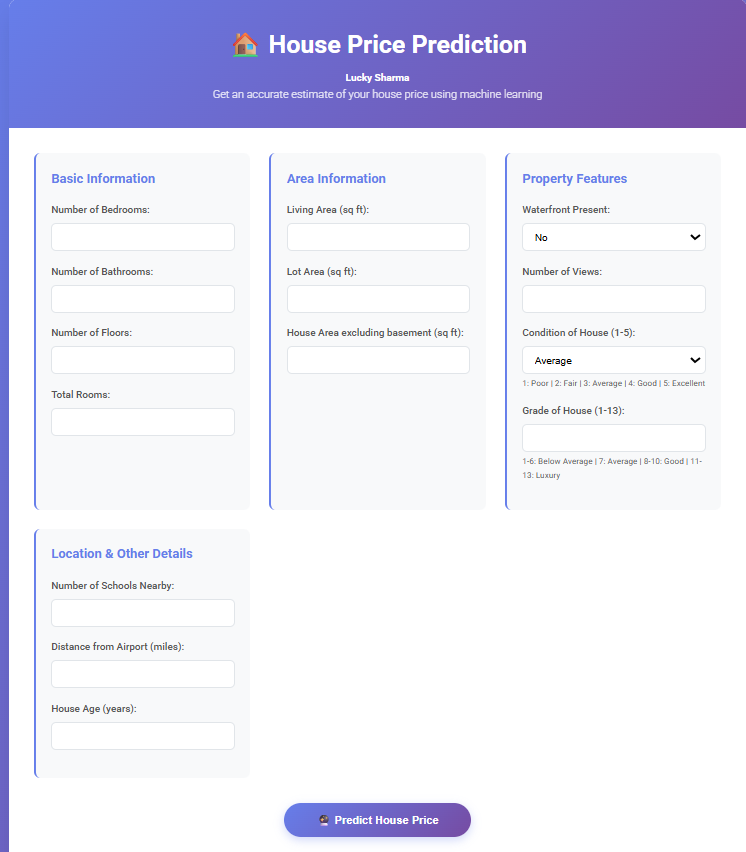 House Price Prediction
Lucky Sharma
Get an accurate estimate of your house price using machine learning
Basic Information
Number of Bedrooms:
Number of Bathrooms:
Number of Floors:
Total Rooms:
Area Information
Living Area (sq ft):
Lot Area (sq ft):
House Area excluding basement (sq ft):
Property Features
Waterfront Present:
No
Number of Views:
Condition of House (1-5):
Average
1: Poor | 2: Fair | 3: Average | 4: Good | 5: Excellent
Grade of House (1-13):
1-6: Below Average | 7: Average | 8-10: Good | 11-
13: Luxury
Location & Other Details
Number of Schools Nearby:
Distance from Airport (miles):
House Age (years):
Predict House Price